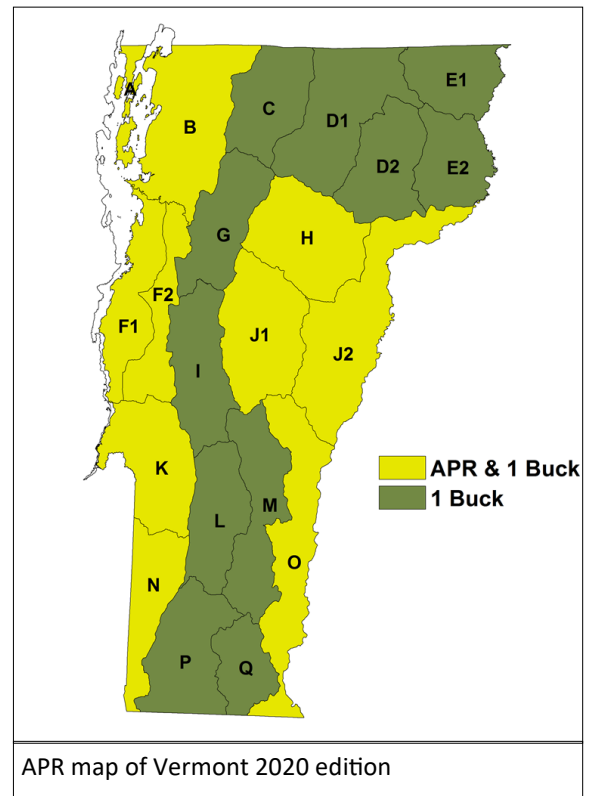 A
B
C
D1
E1
D2
E2
G
H
F2
F1
J1
J2
I
APR & 1 Buck
1 Buck
K
M
L
O
N
P
Q
APR map of Vermont 2020 edition